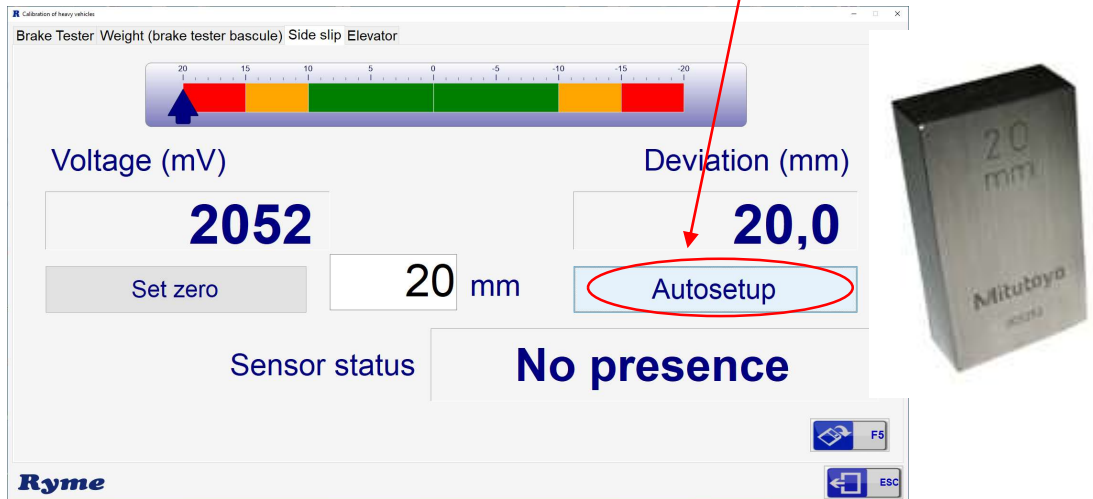 Calibration of heavy vehicles
Brake Tester Weight (brake tester bascule) Side slip Elevator
20 15 10 5 0 -5 -10 -15 -20
Voltage (mV) Deviation (mm)
2052 20,0
Set zero 20 mm Autosetup
Sensor status No presence
F5
Ryme ESC
20
mm
Mitutoyo